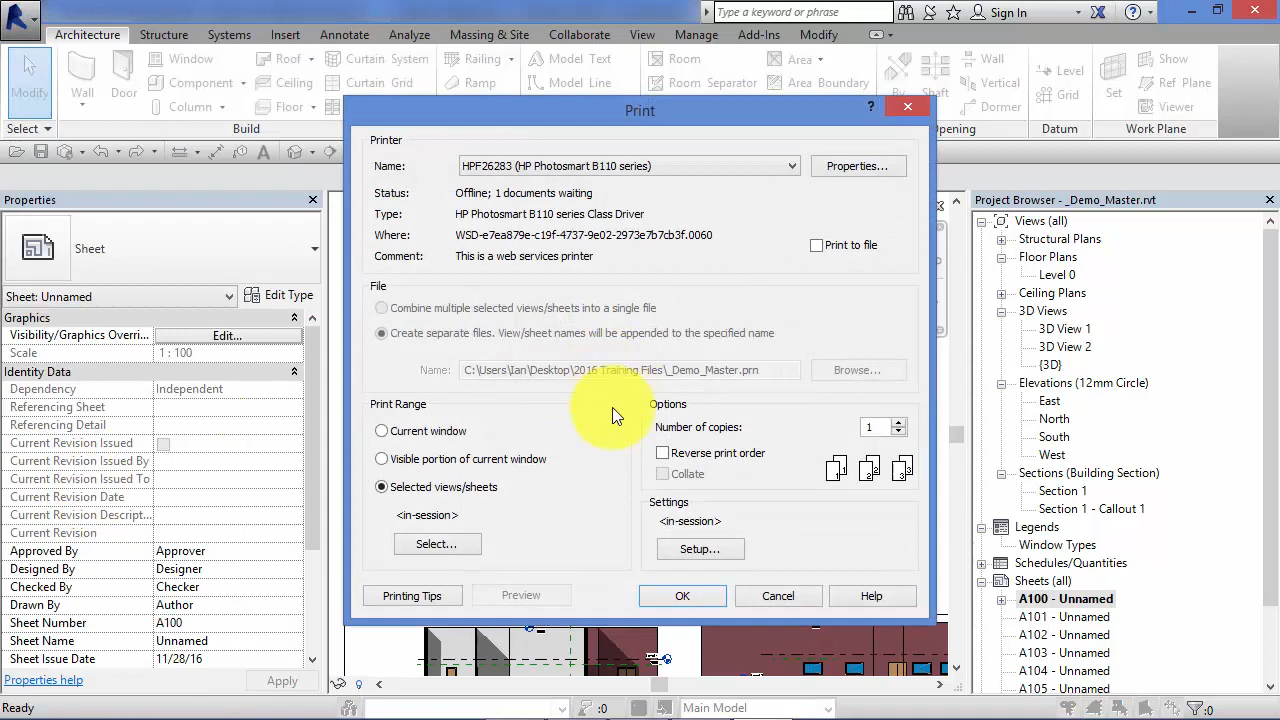 Type a keyword or phrase
Sign In
Architecture Structure Systems Insert Annotate Analyze Massing & Site Collaborate View Manage Add-Ins Modify
Modify
Select
Wall
Door
Window
Component
Column
Roof
Ceiling
Floor
Curtain System
Curtain Grid
Railing
Ramp
Model Text
Model Line
Room
Room Separator
Area
Area Boundary
By
Wall
Vertical
Dormer
Level
Grid
Set
Show
Ref Plane
Viewer
Build
Opening
Datum
Work Plane
Properties
Sheet
Sheet: Unnamed
Edit Type
Graphics
Visibility/Graphics Overri... Edit...
Scale 1 : 100
Identity Data
Dependency Independent
Referencing Sheet
Referencing Detail
Current Revision Issued
Current Revision Issued By
Current Revision Issued To
Current Revision Date
Current Revision Descript...
Current Revision
Approved By Approver
Designed By Designer
Checked By Checker
Drawn By Author
Sheet Number A100
Sheet Name Unnamed
Sheet Issue Date 11/28/16
Properties help
Apply
Print
?
Printer
Name: HPF26283 (HP Photosmart B110 series)
Properties...
Status: Offline; 1 documents waiting
Type: HP Photosmart B110 series Class Driver
Where: WSD-e7ea879e-c19f-4737-9e02-2973e7b7cb3f.0060
Comment: This is a web services printer
Print to file
File
Combine multiple selected views/sheets into a single file
Create separate files. View/sheet names will be appended to the specified name
Name: C:\Users\Ian\Desktop\2016 Training Files\_Demo_Master.prn
Browse...
Print Range
Current window
Visible portion of current window
Selected views/sheets
<in-session>
Select...
Options
Number of copies: 1
Reverse print order
Collate
Settings
<in-session>
Setup...
Printing Tips
Preview
OK
Cancel
Help
Project Browser - _Demo_Master.rvt
Views (all)
Structural Plans
Floor Plans
Level 0
Ceiling Plans
3D Views
3D View 1
3D View 2
{3D}
Elevations (12mm Circle)
East
North
South
West
Sections (Building Section)
Section 1
Section 1 - Callout 1
Legends
Window Types
Schedules/Quantities
Sheets (all)
A100 - Unnamed
A101 - Unnamed
A102 - Unnamed
A103 - Unnamed
A104 - Unnamed
A105 - Unnamed
Ready
:0
Main Model
:0